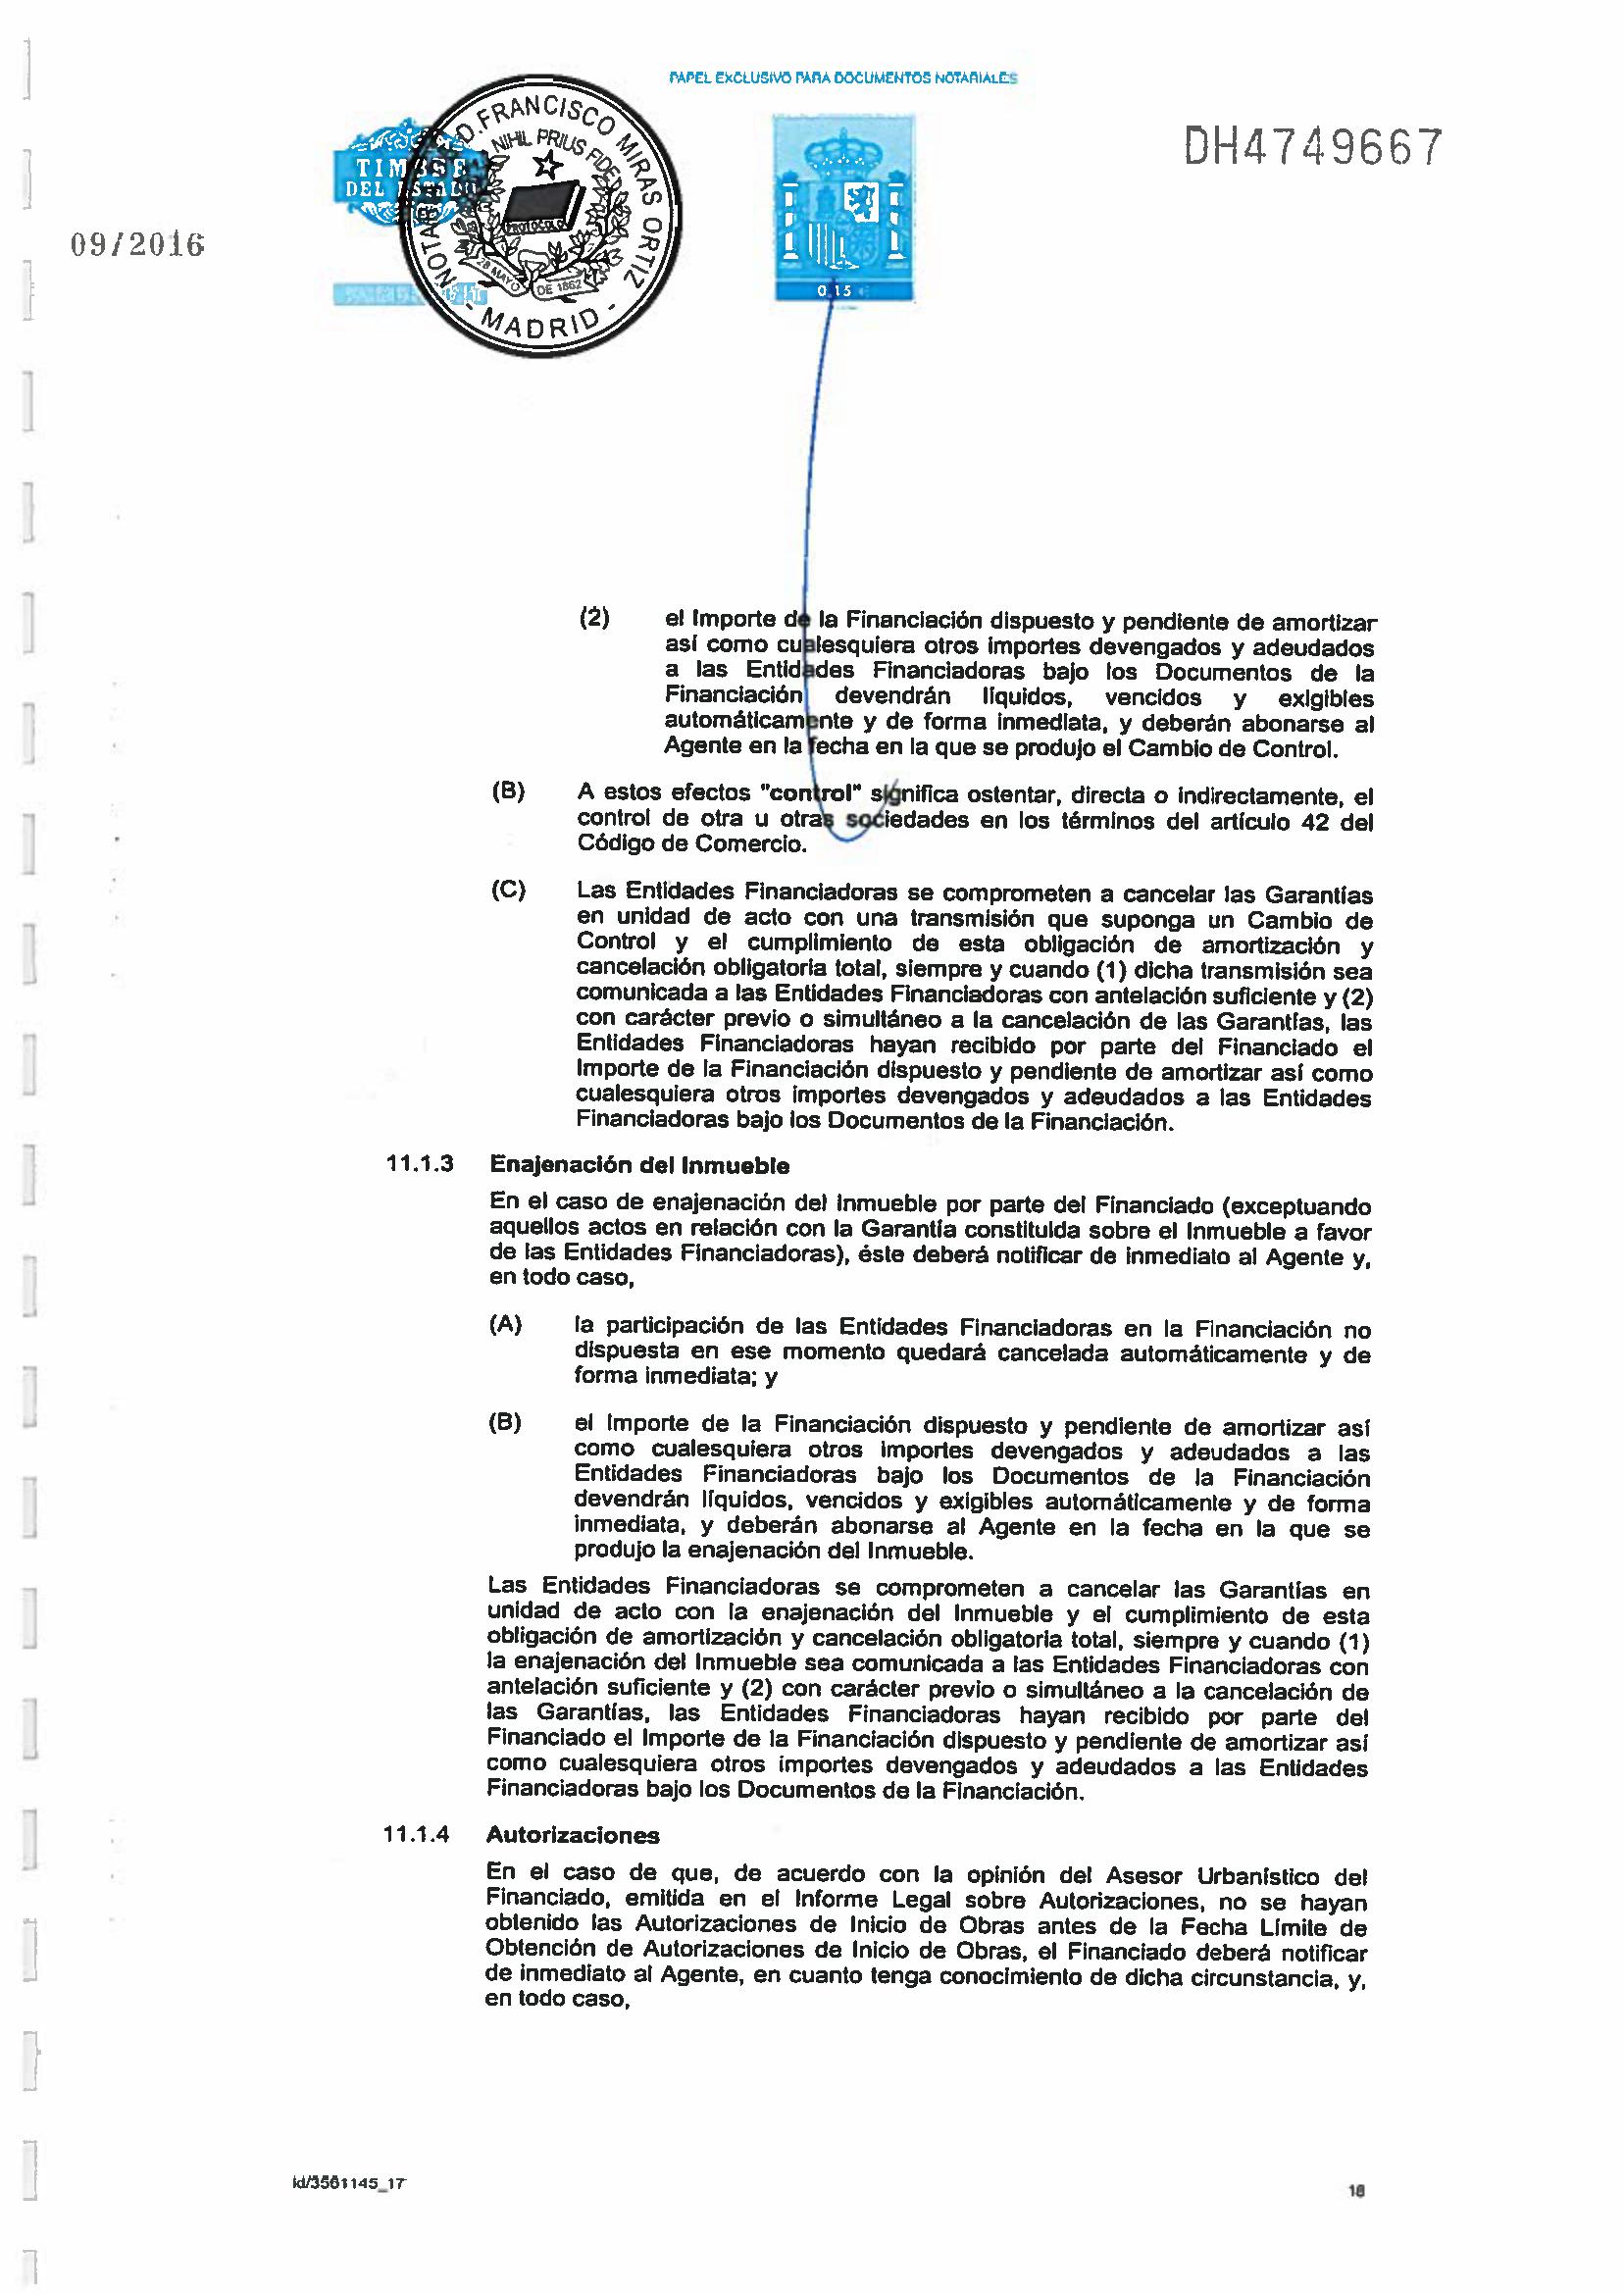 PAPEL EXCLUSIVO PARA DOCUMENTOS NOTARIALES
DH4749667
TIMBRE
DEL ESTADO
NOTARIA D. FRANCISCO MIRAS ORTIZ
NIHIL PRIUS FIDE
PROTOCOLO
28 MAYO DE 1862
- MADRID -
09/2016
0,15 €
(2) el Importe de la Financiación dispuesto y pendiente de amortizar
así como cualesquiera otros importes devengados y adeudados
a las Entidades Financiadoras bajo los Documentos de la
Financiación devendrán líquidos, vencidos y exigibles
automáticamente y de forma inmediata, y deberán abonarse al
Agente en la fecha en la que se produjo el Cambio de Control.
(B) A estos efectos "control" significa ostentar, directa o indirectamente, el
control de otra u otras sociedades en los términos del artículo 42 del
Código de Comercio.
(C) Las Entidades Financiadoras se comprometen a cancelar las Garantías
en unidad de acto con una transmisión que suponga un Cambio de
Control y el cumplimiento de esta obligación de amortización y
cancelación obligatoria total, siempre y cuando (1) dicha transmisión sea
comunicada a las Entidades Financiadoras con antelación suficiente y (2)
con carácter previo o simultáneo a la cancelación de las Garantías, las
Entidades Financiadoras hayan recibido por parte del Financiado el
Importe de la Financiación dispuesto y pendiente de amortizar así como
cualesquiera otros importes devengados y adeudados a las Entidades
Financiadoras bajo los Documentos de la Financiación.
11.1.3 Enajenación del Inmueble
En el caso de enajenación del Inmueble por parte del Financiado (exceptuando
aquellos actos en relación con la Garantía constituida sobre el Inmueble a favor
de las Entidades Financiadoras), éste deberá notificar de inmediato al Agente y,
en todo caso,
(A) la participación de las Entidades Financiadoras en la Financiación no
dispuesta en ese momento quedará cancelada automáticamente y de
forma inmediata; y
(B) el Importe de la Financiación dispuesto y pendiente de amortizar así
como cualesquiera otros importes devengados y adeudados a las
Entidades Financiadoras bajo los Documentos de la Financiación
devendrán líquidos, vencidos y exigibles automáticamente y de forma
inmediata, y deberán abonarse al Agente en la fecha en la que se
produjo la enajenación del Inmueble.
Las Entidades Financiadoras se comprometen a cancelar las Garantías en
unidad de acto con la enajenación del Inmueble y el cumplimiento de esta
obligación de amortización y cancelación obligatoria total, siempre y cuando (1)
la enajenación del Inmueble sea comunicada a las Entidades Financiadoras con
antelación suficiente y (2) con carácter previo o simultáneo a la cancelación de
las Garantías, las Entidades Financiadoras hayan recibido por parte del
Financiado el Importe de la Financiación dispuesto y pendiente de amortizar así
como cualesquiera otros importes devengados y adeudados a las Entidades
Financiadoras bajo los Documentos de la Financiación.
11.1.4 Autorizaciones
En el caso de que, de acuerdo con la opinión del Asesor Urbanístico del
Financiado, emitida en el Informe Legal sobre Autorizaciones, no se hayan
obtenido las Autorizaciones de Inicio de Obras antes de la Fecha Límite de
Obtención de Autorizaciones de Inicio de Obras, el Financiado deberá notificar
de inmediato al Agente, en cuanto tenga conocimiento de dicha circunstancia, y,
en todo caso,
id/3561145_17
18